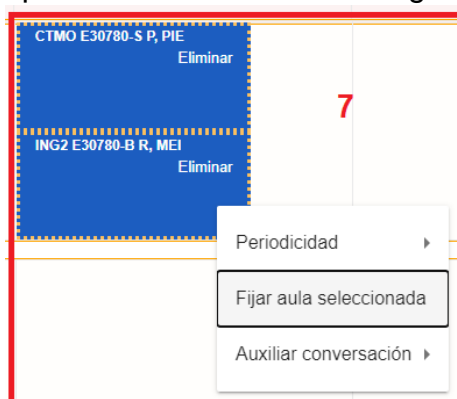 CTMO E30780-S P, PIE
Eliminar
7
ING2 E30780-B R, MEI
Eliminar
Periodicidad
Fijar aula seleccionada
Auxiliar conversación